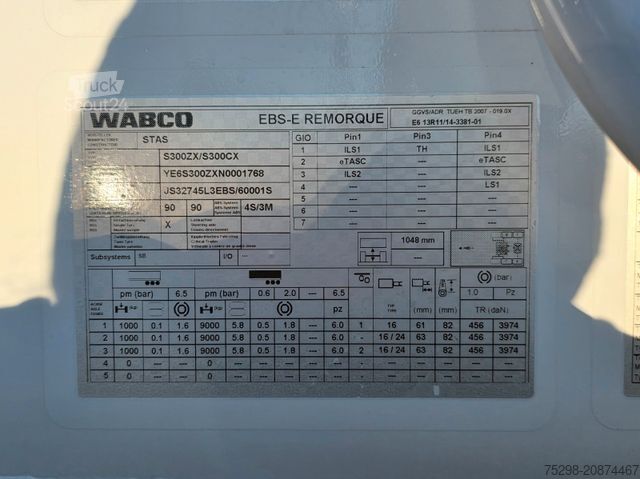 Truck
Scout24
WABCO EBS-E REMORQUE
GGVS/ADR TUEH TB 2007 - 019.0X
E6 13R11/14-3381-01
STAS
S300ZX/S300CX
YE6S300ZXN0001768
JS32745L3EBS/60001S
90 90 4S/3M
X
GIO Pin1 Pin3 Pin4
1 ILS1 TH ILS1
2 eTASC --- eTASC
3 ILS2 --- ILS2
4 --- LS1
5
6
7
1048 mm
Subsystems SB I/O ---
(bar)
pm (bar) 6.5 pm (bar) 0.6 2.0 --- 6.5 1.0 Pz
pz (mm) (mm) TR (daN)
1 1000 0.1 1.6 9000 5.8 0.5 1.8 --- 6.0 1 16 61 82 456 3974
2 1000 0.1 1.6 9000 5.8 0.5 1.8 --- 6.0 16 / 24 63 82 456 3974
3 1000 0.1 1.6 9000 5.8 0.5 1.8 --- 6.0 2 16 / 24 63 82 456 3974
4 0 --- --- 0 --- --- --- --- --- --- --- --- --- ---
5 0 --- --- 0 --- --- --- --- --- --- --- --- --- ---
75298-20874467